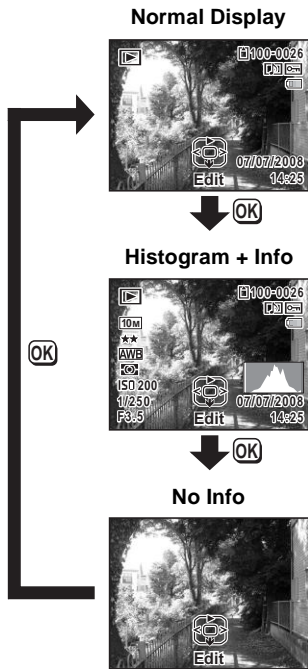 Normal Display
100-0026
07/07/2008
14:25
Edit
OK
Histogram + Info
100-0026
10M
AWB
ISO 200
1/250
07/07/2008
F3.5
14:25
Edit
OK
OK
No Info
Edit